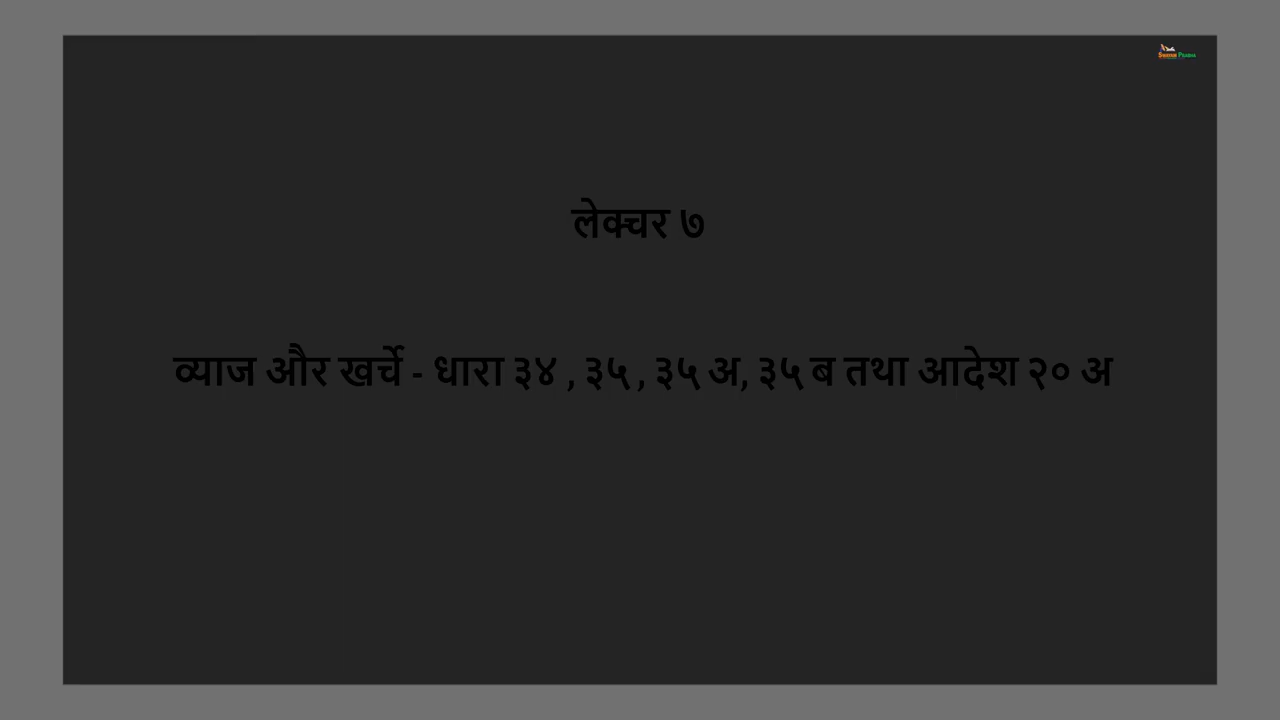 लेक्चर ७
व्याज और खर्चे - धारा ३४ , ३५ , ३५ अ, ३५ ब तथा आदेश २० अ